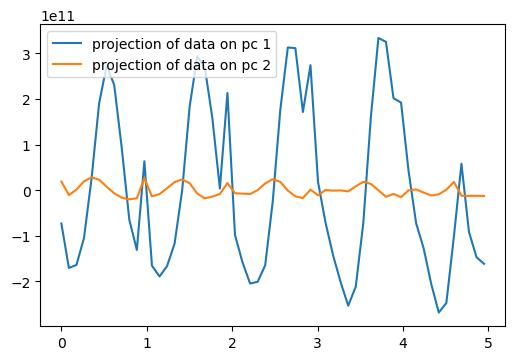 1e11
projection of data on pc 1
projection of data on pc 2
3
2
1
0
−1
−2
0 1 2 3 4 5